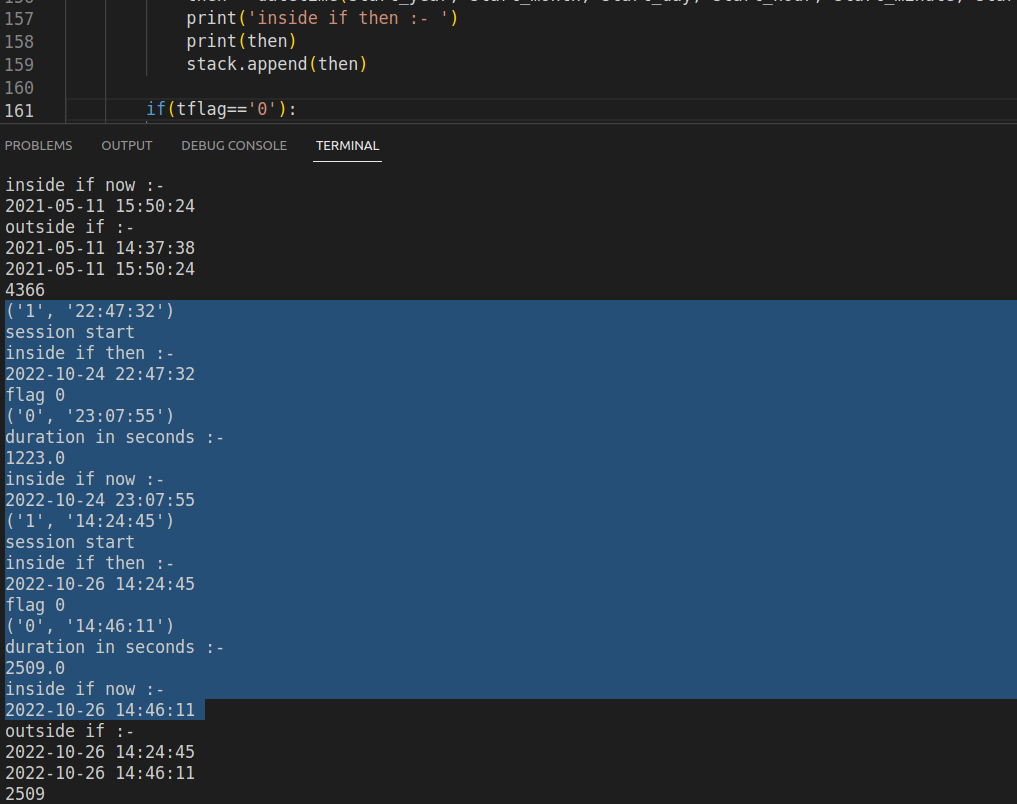 157 print('inside if then :- ')
158 print(then)
159 stack.append(then)
160
161 if(tflag=='0'):
PROBLEMS OUTPUT DEBUG CONSOLE TERMINAL
inside if now :-
2021-05-11 15:50:24
outside if :-
2021-05-11 14:37:38
2021-05-11 15:50:24
4366
('1', '22:47:32')
session start
inside if then :-
2022-10-24 22:47:32
flag 0
('0', '23:07:55')
duration in seconds :-
1223.0
inside if now :-
2022-10-24 23:07:55
('1', '14:24:45')
session start
inside if then :-
2022-10-26 14:24:45
flag 0
('0', '14:46:11')
duration in seconds :-
2509.0
inside if now :-
2022-10-26 14:46:11
outside if :-
2022-10-26 14:24:45
2022-10-26 14:46:11
2509